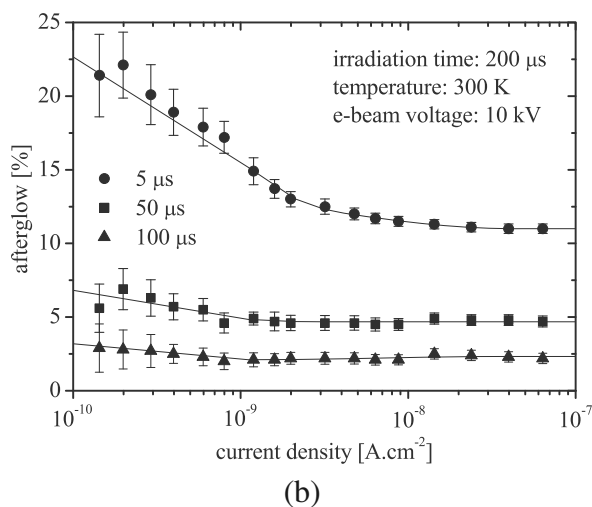 25
20
15
10
5
0
afterglow [%]
irradiation time: 200 μs
temperature: 300 K
e-beam voltage: 10 kV
5 μs
50 μs
100 μs
10⁻¹⁰ 10⁻⁹ 10⁻⁸ 10⁻⁷
current density [A.cm⁻²]
(b)